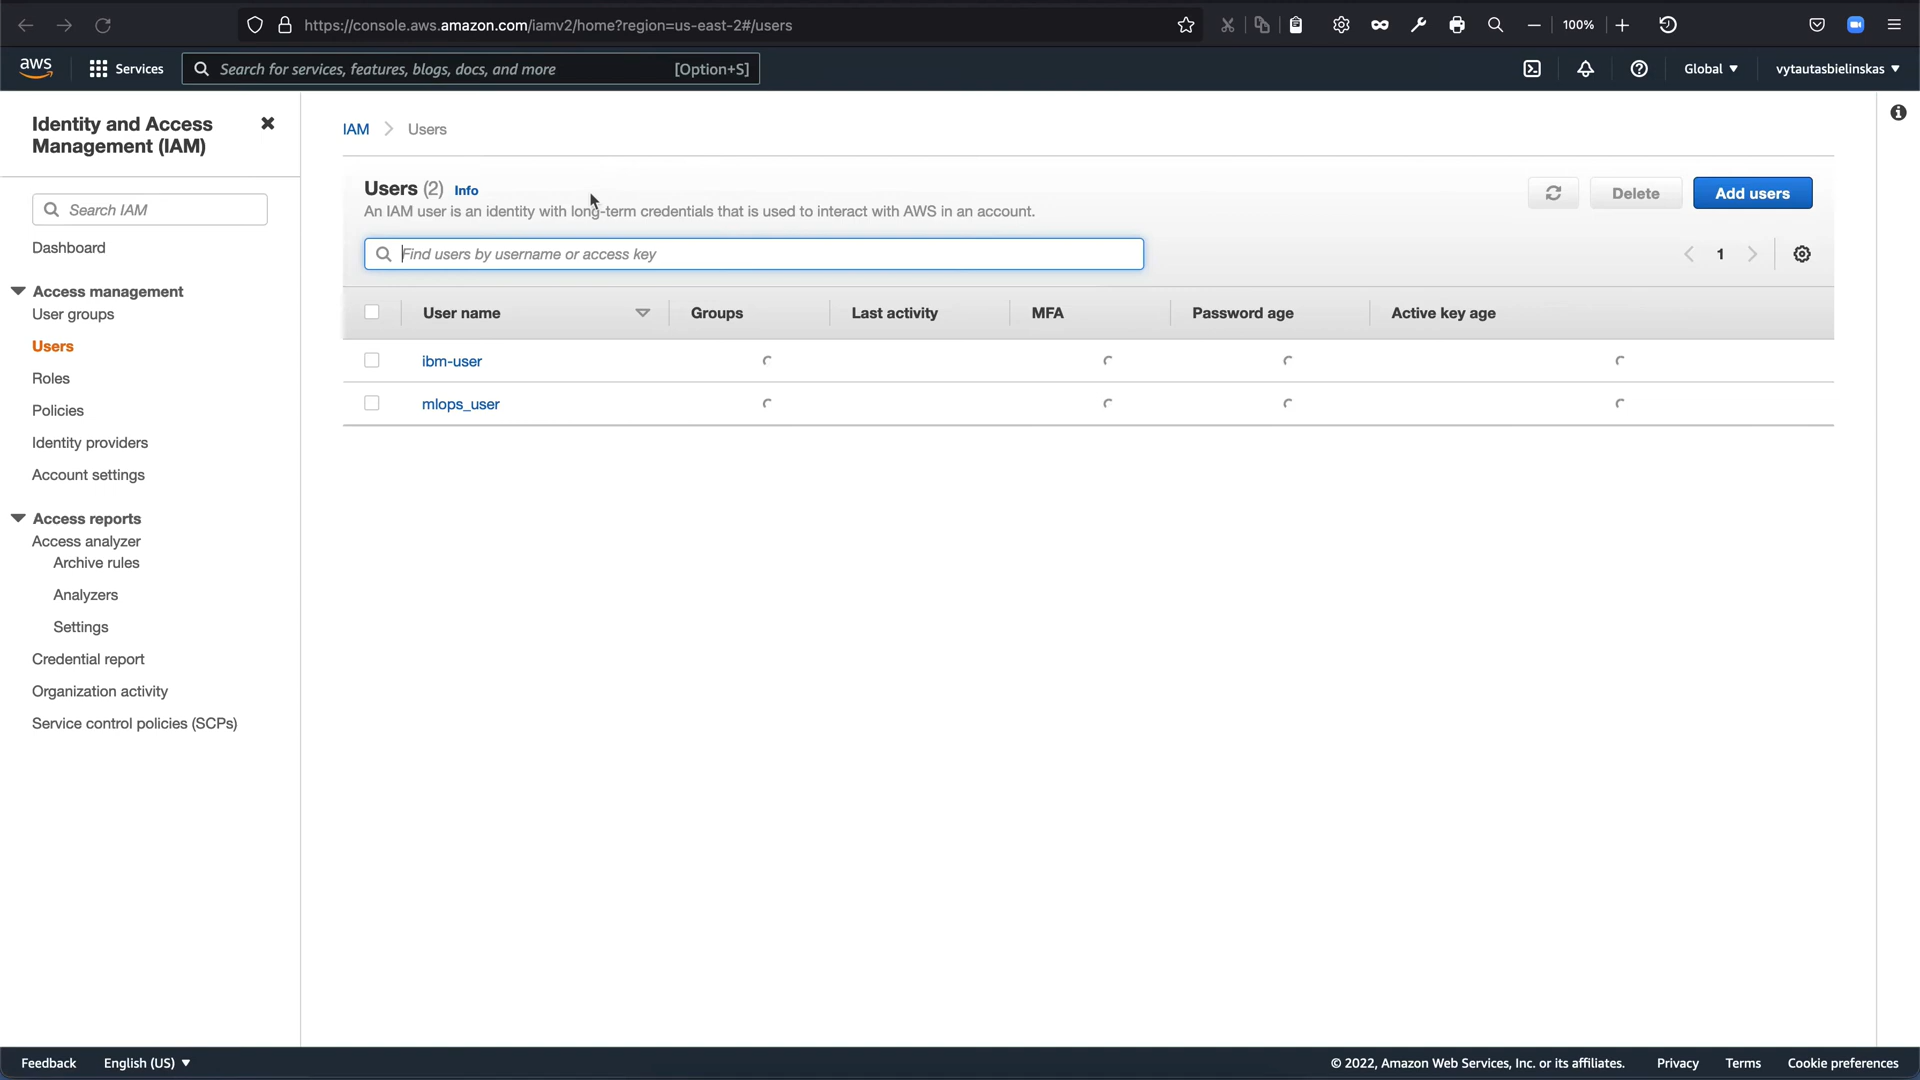 https://console.aws.amazon.com/iamv2/home?region=us-east-2#/users
100%
aws
Services
Search for services, features, blogs, docs, and more
[Option+S]
Global
vytautasbielinskas
Identity and Access
Management (IAM)
Search IAM
Dashboard
Access management
User groups
Users
Roles
Policies
Identity providers
Account settings
Access reports
Access analyzer
Archive rules
Analyzers
Settings
Credential report
Organization activity
Service control policies (SCPs)
IAM
Users
Users (2) Info
An IAM user is an identity with long-term credentials that is used to interact with AWS in an account.
Delete
Add users
Find users by username or access key
1
User name
Groups
Last activity
MFA
Password age
Active key age
ibm-user
mlops_user
Feedback
English (US)
© 2022, Amazon Web Services, Inc. or its affiliates.
Privacy
Terms
Cookie preferences